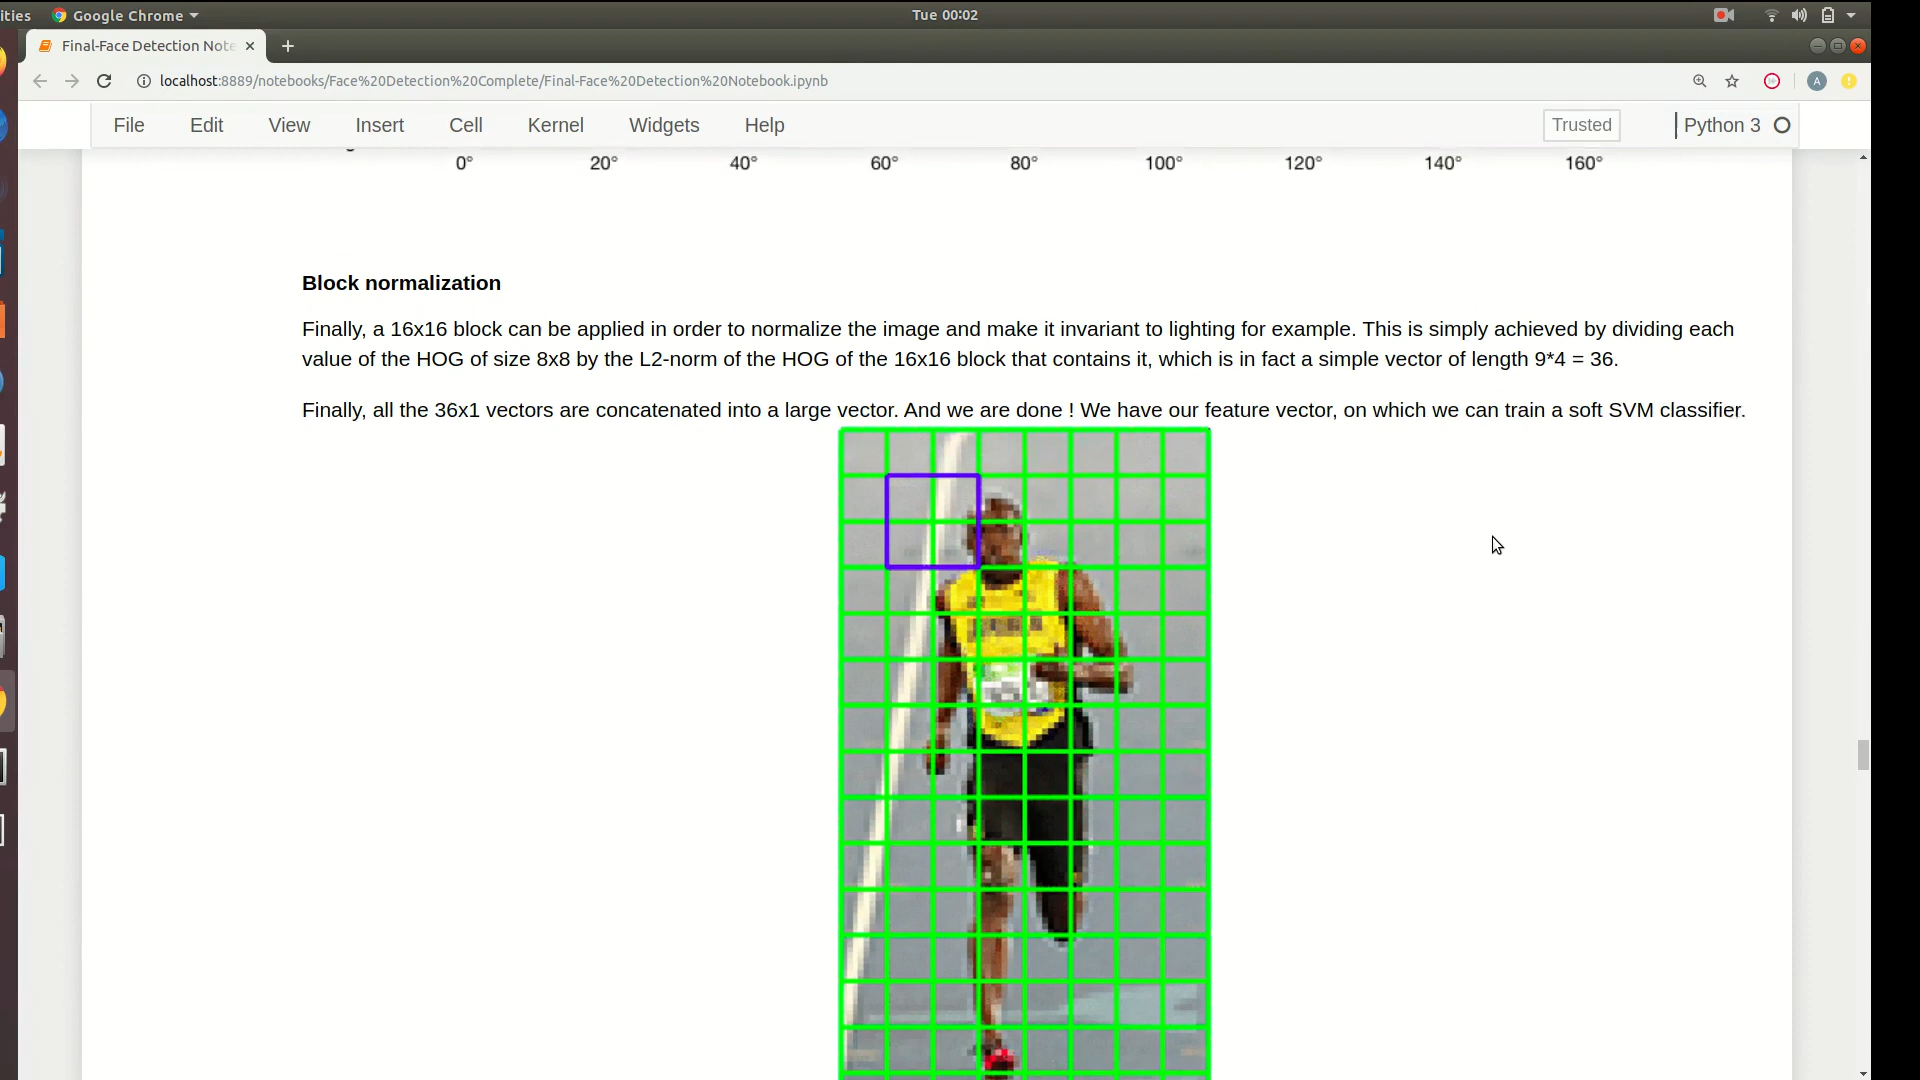 ities Google Chrome Tue 00:02
Final-Face Detection Note
localhost:8889/notebooks/Face%20Detection%20Complete/Final-Face%20Detection%20Notebook.ipynb A
File Edit View Insert Cell Kernel Widgets Help Trusted Python 3
0° 20° 40° 60° 80° 100° 120° 140° 160°
Block normalization
Finally, a 16x16 block can be applied in order to normalize the image and make it invariant to lighting for example. This is simply achieved by dividing each
value of the HOG of size 8x8 by the L2-norm of the HOG of the 16x16 block that contains it, which is in fact a simple vector of length 9*4 = 36.
Finally, all the 36x1 vectors are concatenated into a large vector. And we are done ! We have our feature vector, on which we can train a soft SVM classifier.